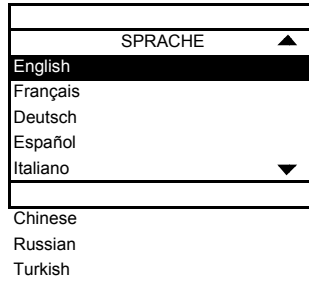 SPRACHE
English
Français
Deutsch
Español
Italiano
Chinese
Russian
Turkish